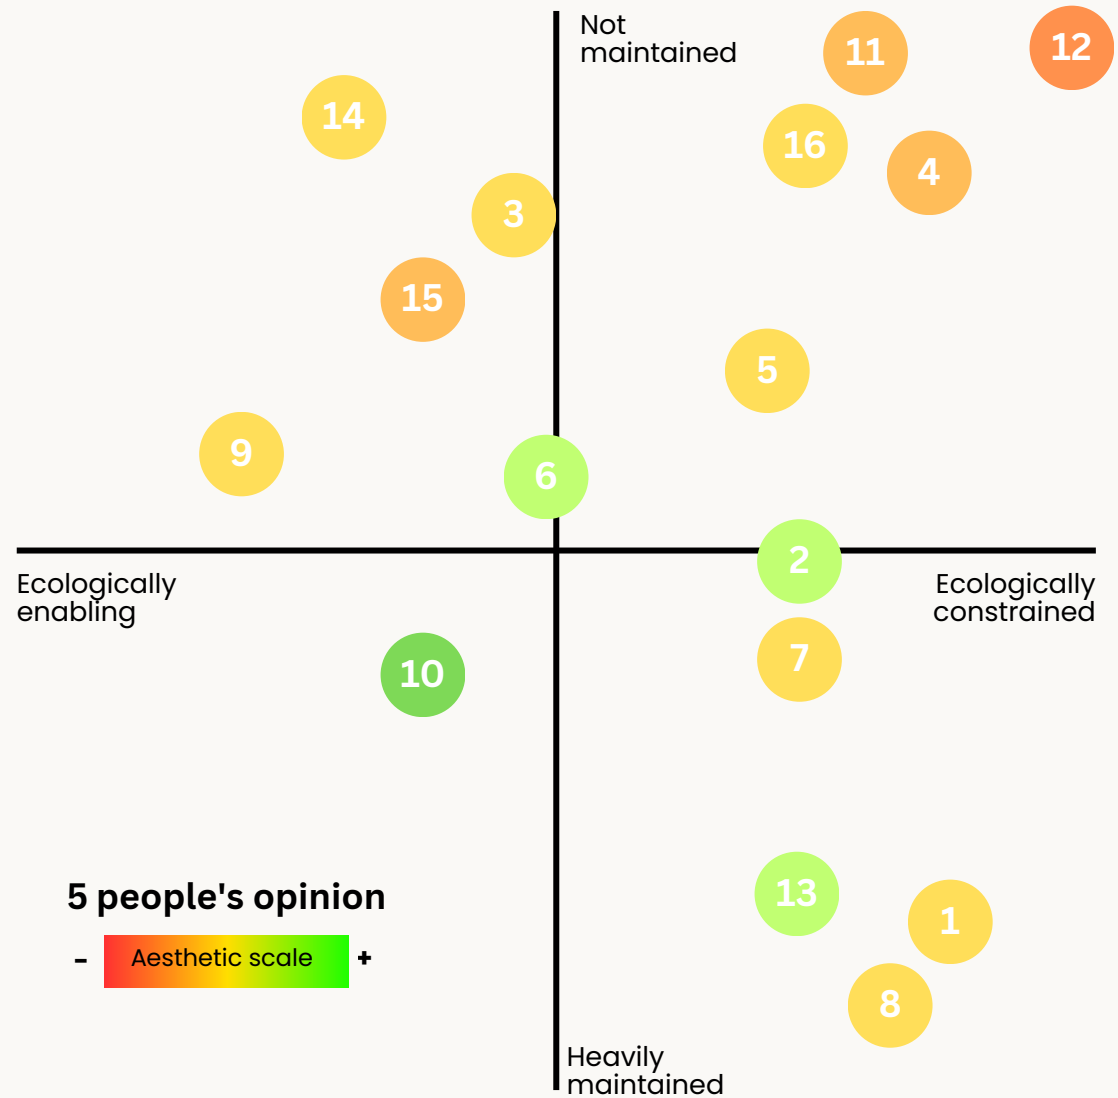 Not
maintained
11
12
14
16
4
3
15
5
9
6
2
Ecologically
enabling
Ecologically
constrained
7
10
13
1
5 people's opinion
- Aesthetic scale +
8
Heavily
maintained